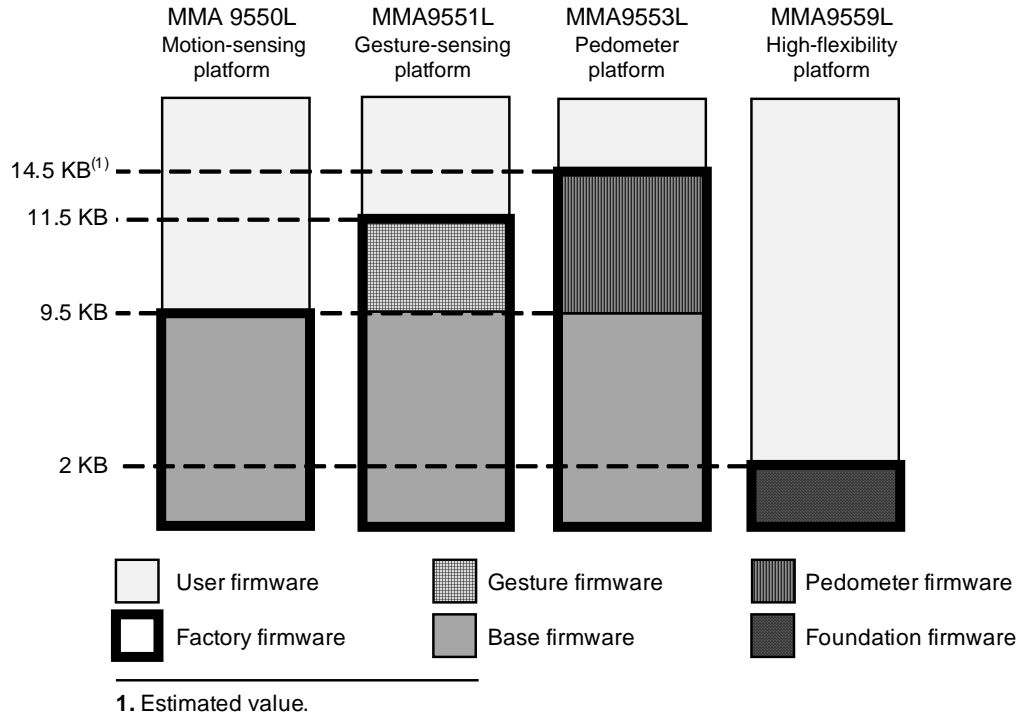 MMA 9550L
Motion-sensing
platform
MMA9551L
Gesture-sensing
platform
MMA9553L
Pedometer
platform
MMA9559L
High-flexibility
platform
14.5 KB(1)
11.5 KB
9.5 KB
2 KB
User firmware
Gesture firmware
Pedometer firmware
Factory firmware
Base firmware
Foundation firmware
1. Estimated value.